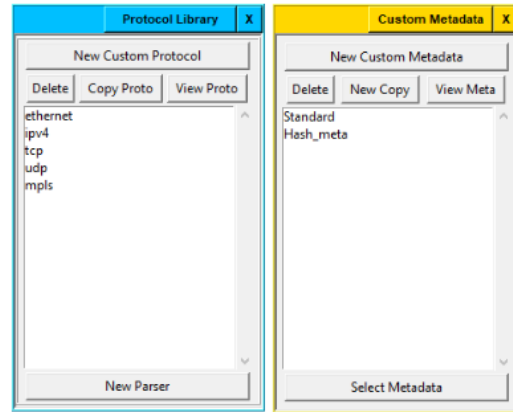 Protocol Library X
New Custom Protocol
Delete Copy Proto View Proto
ethernet
ipv4
tcp
udp
mpls
New Parser
Custom Metadata X
New Custom Metadata
Delete New Copy View Meta
Standard
Hash_meta
Select Metadata